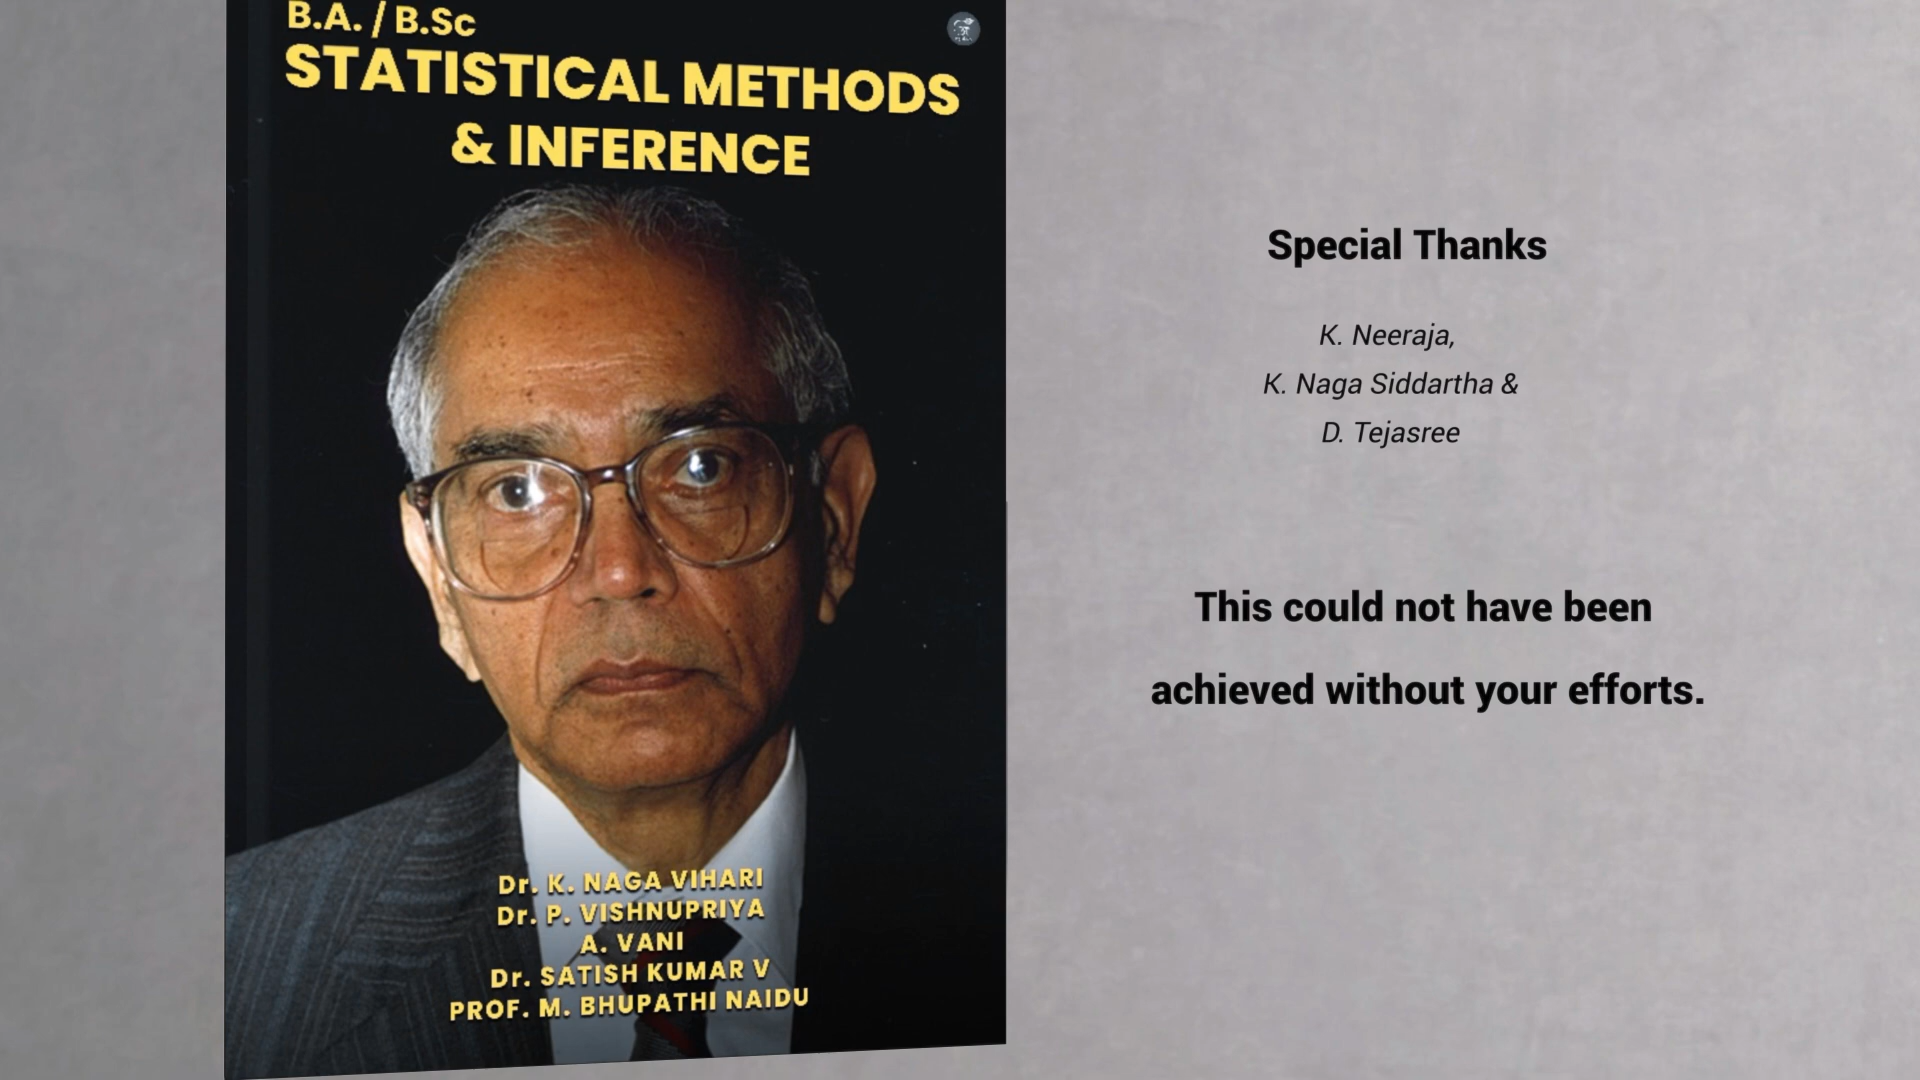 B.A. / B.Sc
STATISTICAL METHODS
& INFERENCE
Dr. K. NAGA VIHARI
Dr. P. VISHNUPRIYA
A. VANI
Dr. SATISH KUMAR V
PROF. M. BHUPATHI NAIDU
Special Thanks
K. Neeraja,
K. Naga Siddartha &
D. Tejasree
This could not have been
achieved without your efforts.